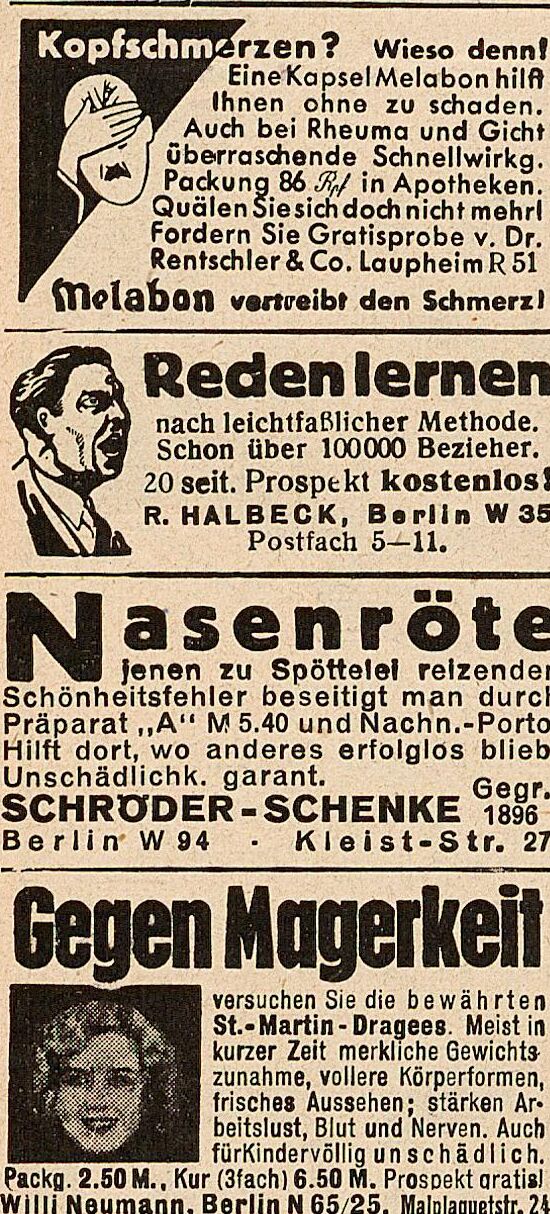 Kopfschmerzen? Wieso denn!
Eine Kapsel Melabon hilft
Ihnen ohne zu schaden.
Auch bei Rheuma und Gicht
überraschende Schnellwirkg.
Packung 86 Rpf in Apotheken.
Quälen Sie sich doch nicht mehr!
Fordern Sie Gratisprobe v. Dr.
Rentschler & Co. Laupheim R 51
Melabon vertreibt den Schmerz!
Reden lernen
nach leichtfaßlicher Methode.
Schon über 100000 Bezieher.
20 seit. Prospekt kostenlos!
R. HALBECK, Berlin W 35
Postfach 5—11.
Nasenröte
jenen zu Spöttelei reizenden
Schönheitsfehler beseitigt man durch
Präparat „A“ M 5.40 und Nachn.-Porto
Hilft dort, wo anderes erfolglos blieb
Unschädlichk. garant.
Gegr.
SCHRÖDER-SCHENKE 1896
Berlin W 94 · Kleist-Str. 27
Gegen Magerkeit
versuchen Sie die bewährten
St.-Martin-Dragees. Meist in
kurzer Zeit merkliche Gewichts-
zunahme, vollere Körperformen,
frisches Aussehen; stärken Ar-
beitslust, Blut und Nerven. Auch
für Kinder völlig unschädlich.
Packg. 2.50 M., Kur (3fach) 6.50 M. Prospekt gratis!
Willi Neumann, Berlin N 65/25, Malplaquetstr. 24